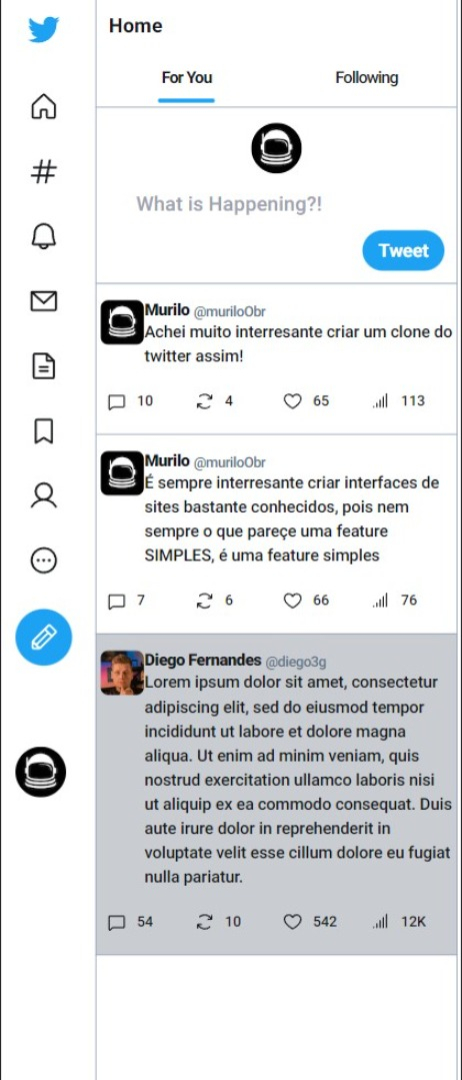 Home
For You
Following
What is Happening?!
Tweet
Murilo @murilo0br
Achei muito interresante criar um clone do
twitter assim!
10 4 65 113
Murilo @murilo0br
É sempre interresante criar interfaces de
sites bastante conhecidos, pois nem
sempre o que pareçe uma feature
SIMPLES, é uma feature simples
7 6 66 76
Diego Fernandes @diego3g
Lorem ipsum dolor sit amet, consectetur
adipiscing elit, sed do eiusmod tempor
incididunt ut labore et dolore magna
aliqua. Ut enim ad minim veniam, quis
nostrud exercitation ullamco laboris nisi
ut aliquip ex ea commodo consequat. Duis
aute irure dolor in reprehenderit in
voluptate velit esse cillum dolore eu fugiat
nulla pariatur.
54 10 542 12K